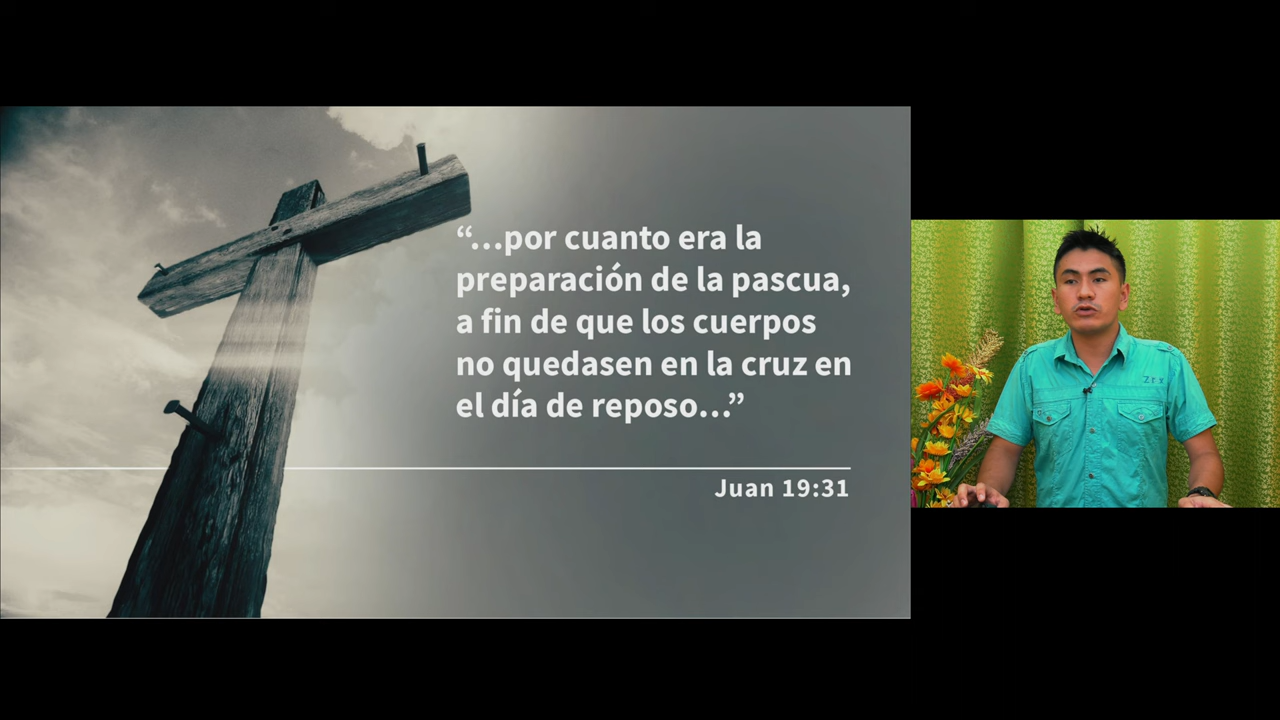 “...por cuanto era la
preparación de la pascua,
a fin de que los cuerpos
no quedasen en la cruz en
el día de reposo...”
Juan 19:31
Zrx